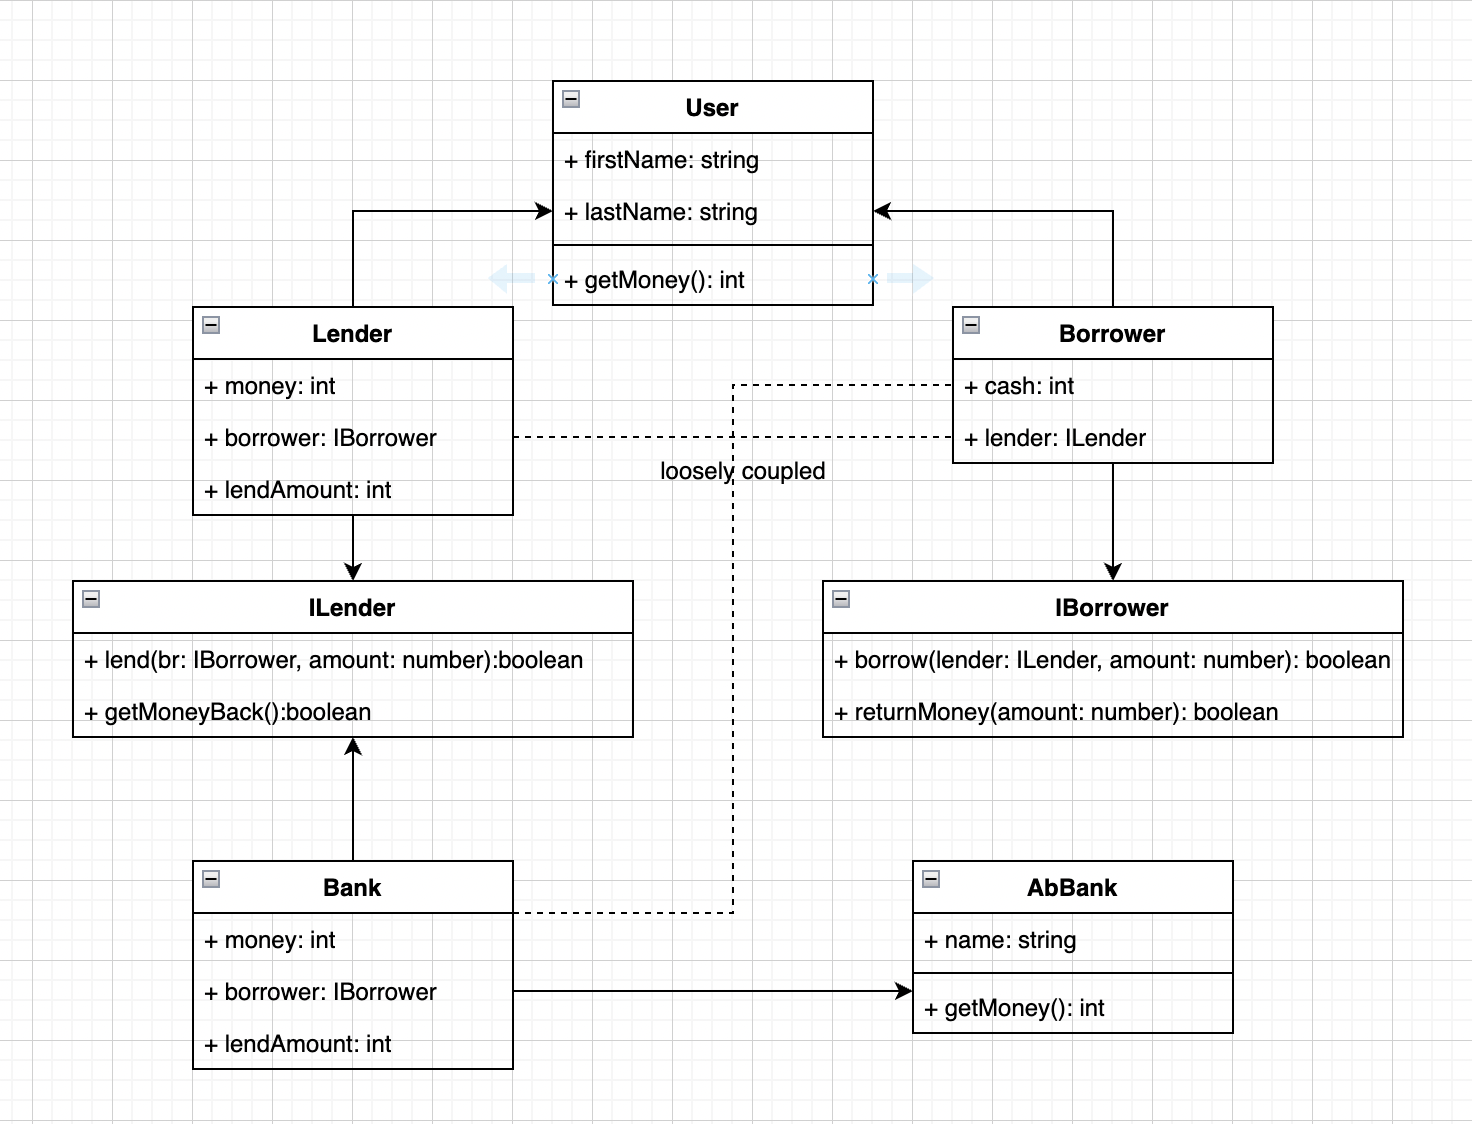 User
+ firstName: string
+ lastName: string
+ getMoney(): int
Lender
+ money: int
+ borrower: IBorrower
+ lendAmount: int
Borrower
+ cash: int
+ lender: ILender
loosely coupled
ILender
+ lend(br: IBorrower, amount: number):boolean
+ getMoneyBack():boolean
IBorrower
+ borrow(lender: ILender, amount: number): boolean
+ returnMoney(amount: number): boolean
Bank
+ money: int
+ borrower: IBorrower
+ lendAmount: int
AbBank
+ name: string
+ getMoney(): int